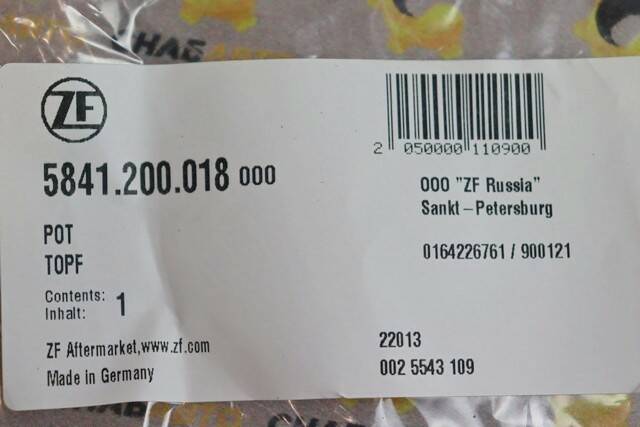 СНАБ
ZF
5841.200.018 000
POT
TOPF
Contents:
Inhalt: 1
ZF Aftermarket,www.zf.com
Made in Germany
2 050000 110900
OOO "ZF Russia"
Sankt-Petersburg
0164226761 / 900121
22013
002 5543 109